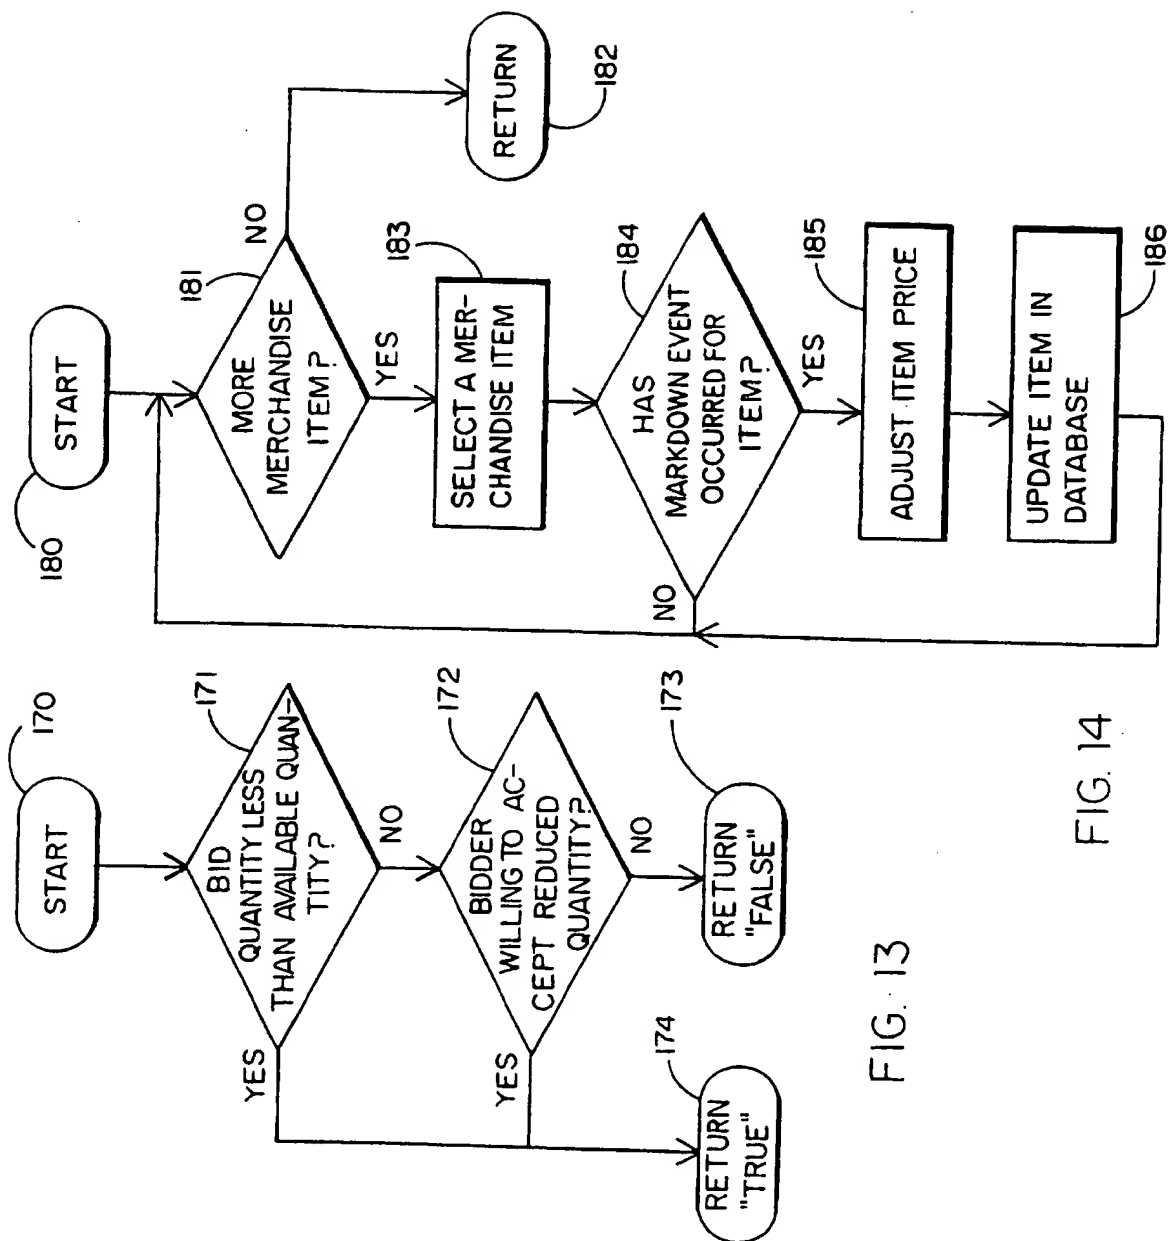 170
START
171
BID
QUANTITY LESS
THAN AVAILABLE QUAN-
TITY?
YES
NO
172
BIDDER
WILLING TO AC-
CEPT REDUCED
QUANTITY?
YES
NO
173
RETURN
"FALSE"
174
RETURN
"TRUE"
FIG. 13
180
START
181
MORE
MERCHANDISE
ITEM?
NO
YES
RETURN
182
183
SELECT A MER-
CHANDISE ITEM
184
HAS
MARKDOWN EVENT
OCCURRED FOR
ITEM?
NO
YES
185
ADJUST ITEM PRICE
UPDATE ITEM IN
DATABASE
186
FIG. 14